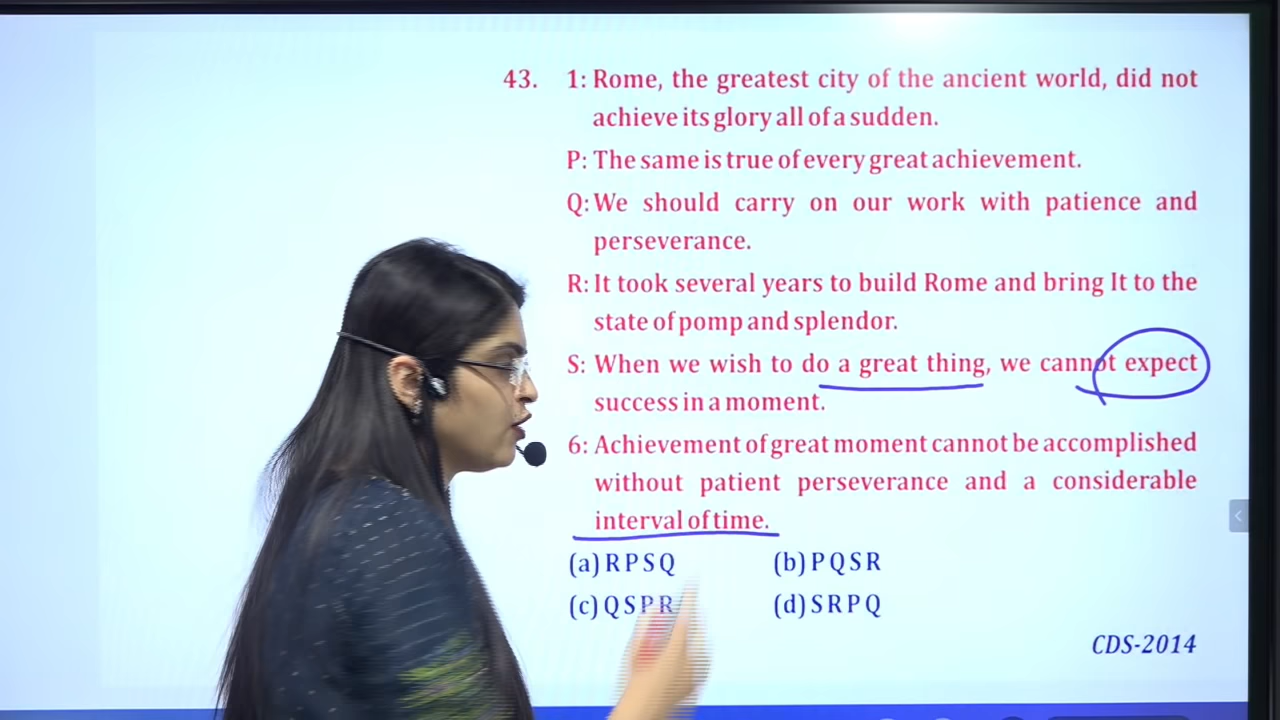 43. 1: Rome, the greatest city of the ancient world, did not
achieve its glory all of a sudden.
P: The same is true of every great achievement.
Q: We should carry on our work with patience and
perseverance.
R: It took several years to build Rome and bring It to the
state of pomp and splendor.
S: When we wish to do a great thing, we cannot expect
success in a moment.
6: Achievement of great moment cannot be accomplished
without patient perseverance and a considerable
interval of time.
(a) R P S Q (b) P Q S R
(c) Q S P R (d) S R P Q
CDS-2014